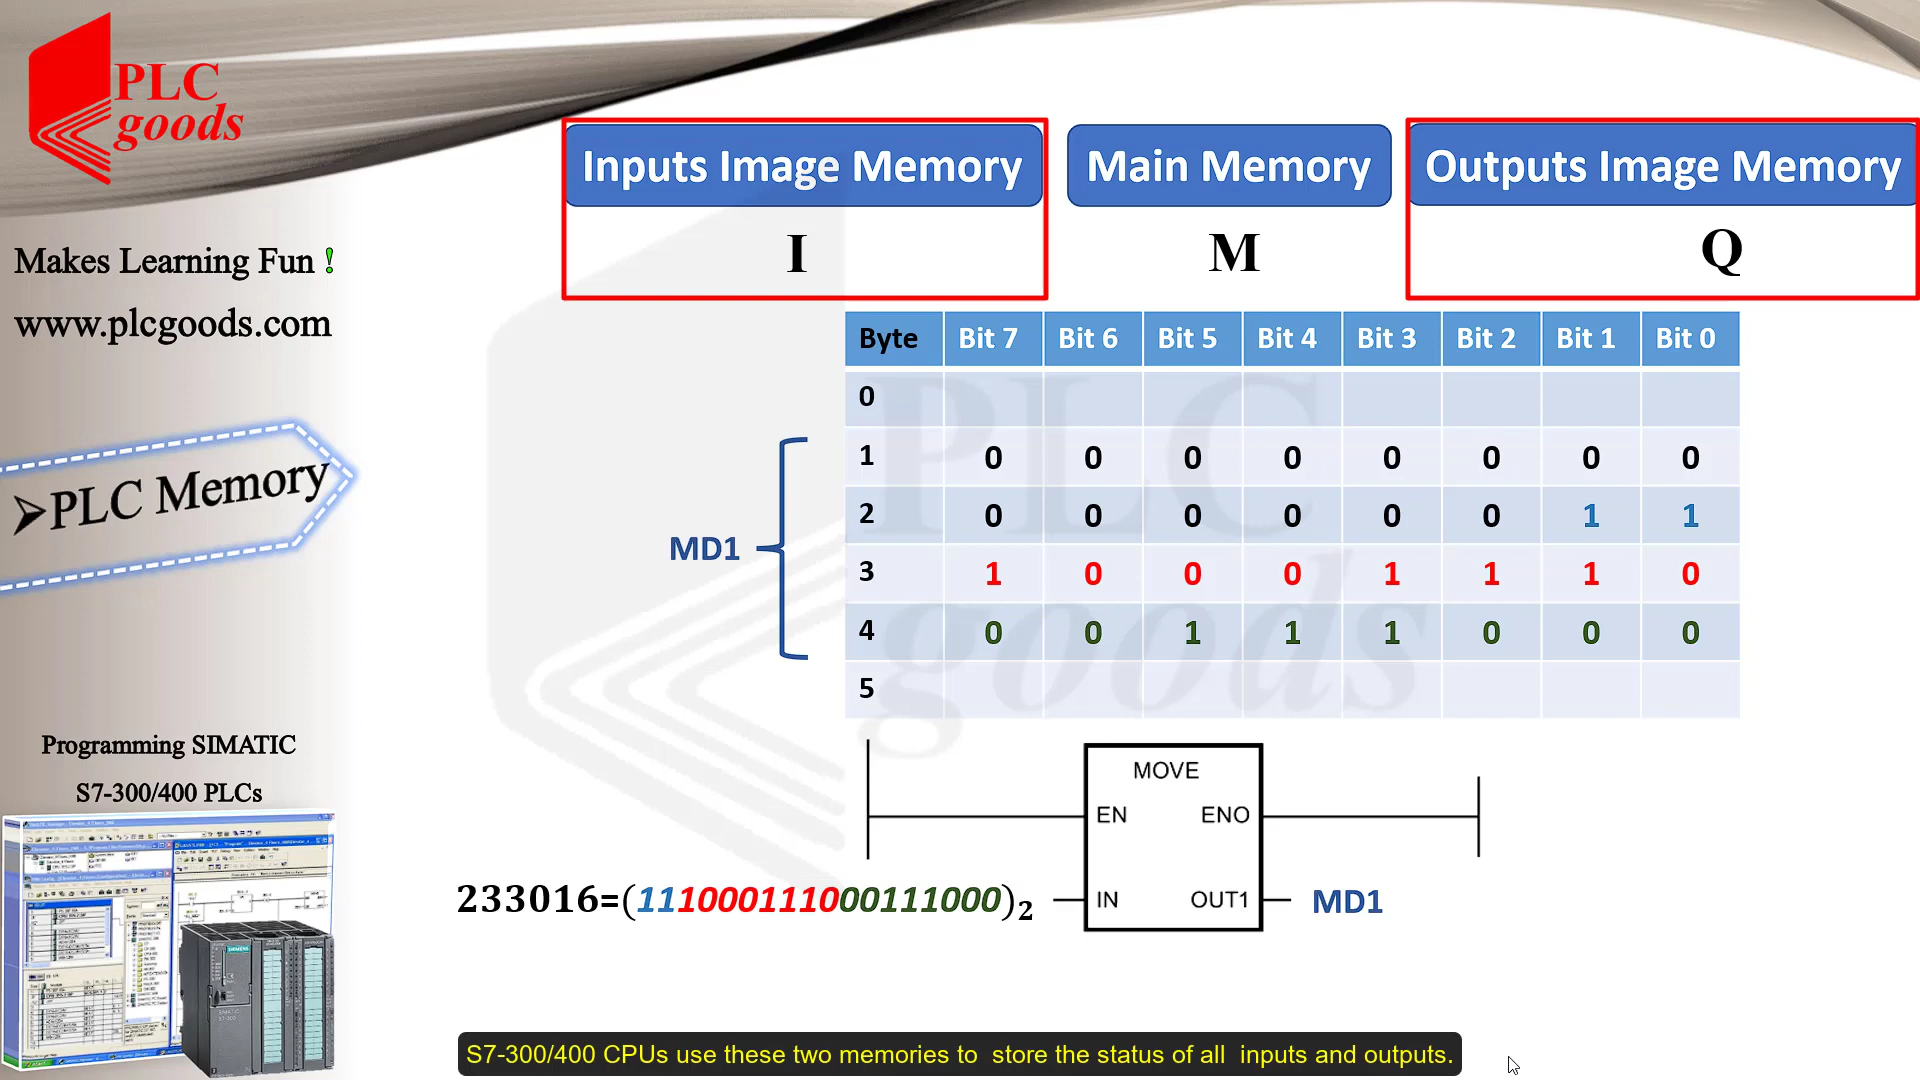 PLC
goods
Inputs Image Memory
Main Memory
Outputs Image Memory
I
M
Q
Makes Learning Fun !
www.plcgoods.com
Byte Bit 7 Bit 6 Bit 5 Bit 4 Bit 3 Bit 2 Bit 1 Bit 0
0
1 0 0 0 0 0 0 0 0
2 0 0 0 0 0 0 1 1
3 1 0 0 0 1 1 1 0
4 0 0 1 1 1 0 0 0
5
MD1
➢PLC Memory
PLC
goods
Programming SIMATIC
S7-300/400 PLCs
SIEMENS
MOVE
EN ENO
IN OUT1
233016=(111000111000111000)2
MD1
S7-300/400 CPUs use these two memories to store the status of all inputs and outputs.